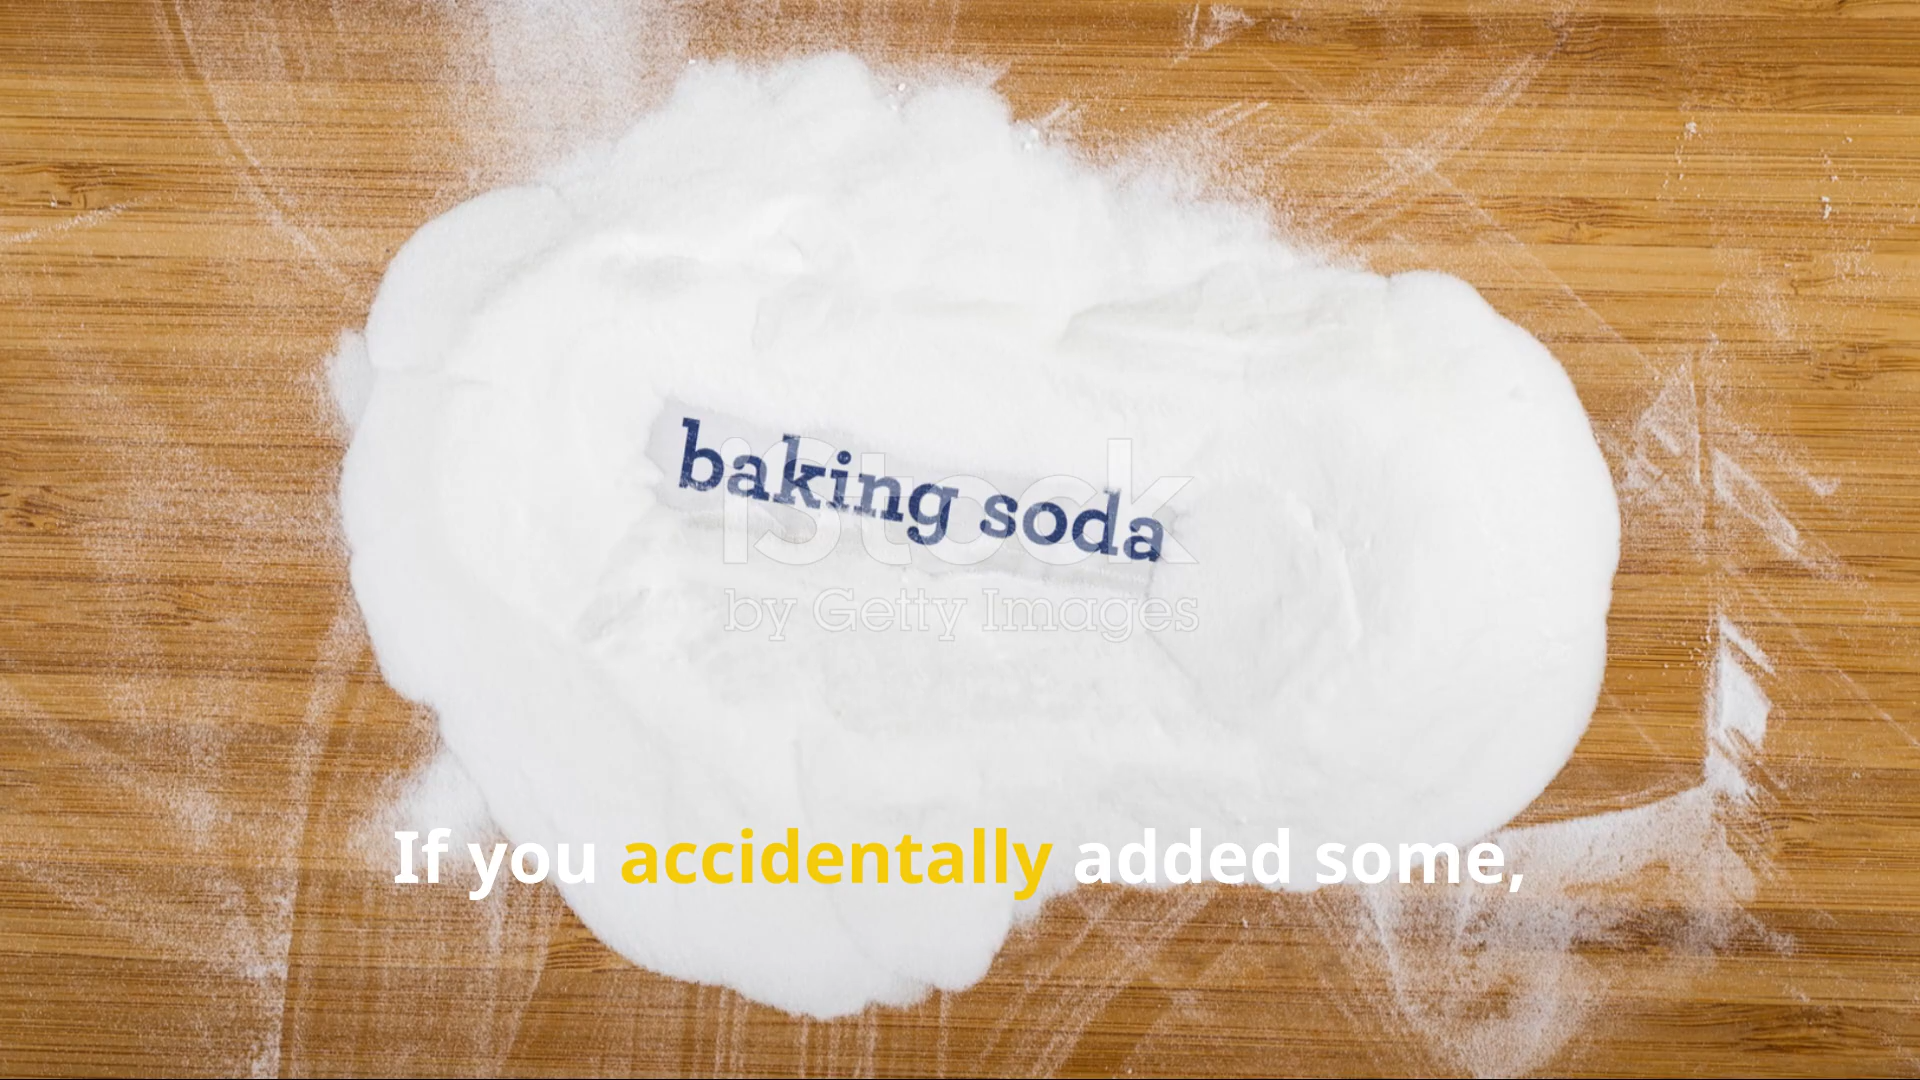 baking soda
iStock
by Getty Images
If you accidentally added some,